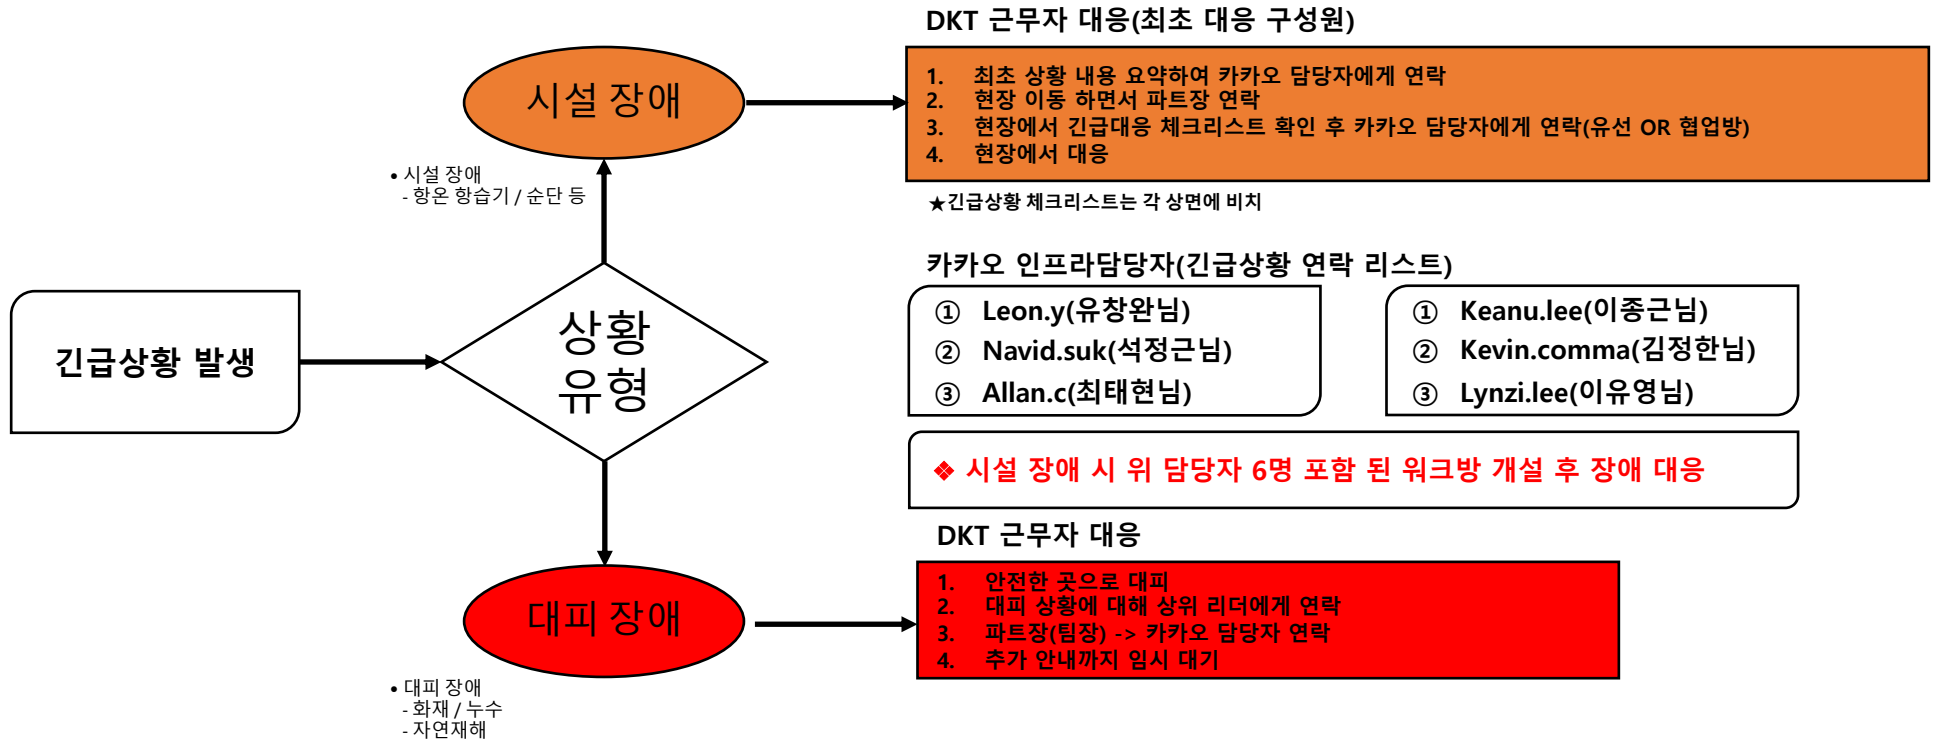 DKT 근무자 대응(최초 대응 구성원)
시설 장애
1. 최초 상황 내용 요약하여 카카오 담당자에게 연락
2. 현장 이동 하면서 파트장 연락
3. 현장에서 긴급대응 체크리스트 확인 후 카카오 담당자에게 연락(유선 OR 협업방)
4. 현장에서 대응
• 시설 장애
- 항온 항습기 / 순단 등
★긴급상황 체크리스트는 각 상면에 비치
카카오 인프라담당자(긴급상황 연락 리스트)
긴급상황 발생
상황
유형
① Leon.y(유창완님)
② Navid.suk(석정근님)
③ Allan.c(최태현님)
① Keanu.lee(이종근님)
② Kevin.comma(김정한님)
③ Lynzi.lee(이유영님)
❖ 시설 장애 시 위 담당자 6명 포함 된 워크방 개설 후 장애 대응
DKT 근무자 대응
대피 장애
1. 안전한 곳으로 대피
2. 대피 상황에 대해 상위 리더에게 연락
3. 파트장(팀장) -> 카카오 담당자 연락
4. 추가 안내까지 임시 대기
• 대피 장애
- 화재 / 누수
- 자연재해